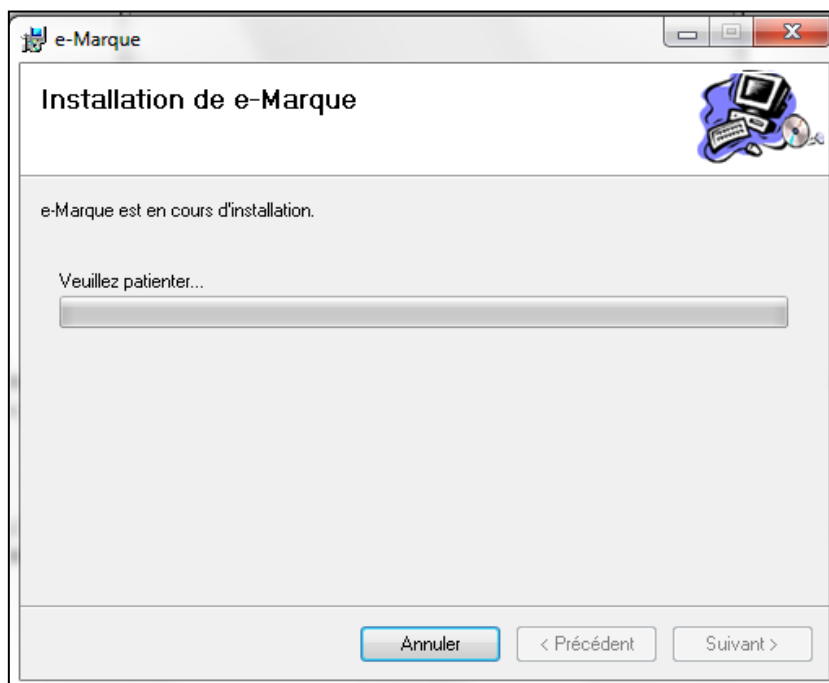 e-Marque
Installation de e-Marque
e-Marque est en cours d'installation.
Veuillez patienter...
Annuler
< Précédent
Suivant >